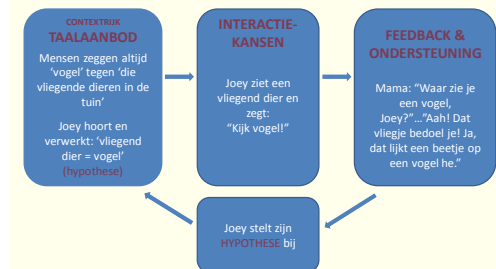 CONTEXTRIJK
TAALAANBOD
Mensen zeggen altijd
'vogel' tegen 'die
vliegende dieren in de
tuin'
Joey hoort en
verwerkt: 'vliegend
dier = vogel'
(hypothese)
INTERACTIE-
KANSEN
Joey ziet een
vliegend dier en
zegt:
"Kijk vogel!"
FEEDBACK &
ONDERSTEUNING
Mama: "Waar zie je
een vogel,
Joey?"…"Aah! Dat
vliegje bedoel je! Ja,
dat lijkt een beetje op
een vogel he."
Joey stelt zijn
HYPOTHESE bij